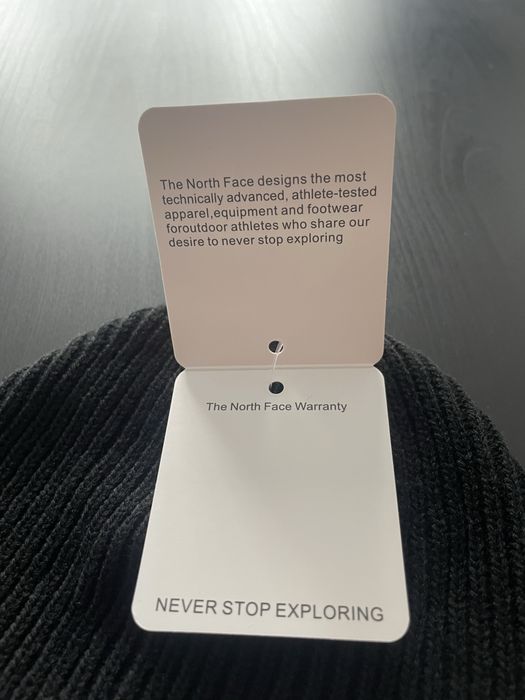 The North Face designs the most
technically advanced, athlete-tested
apparel,equipment and footwear
foroutdoor athletes who share our
desire to never stop exploring
The North Face Warranty
NEVER STOP EXPLORING